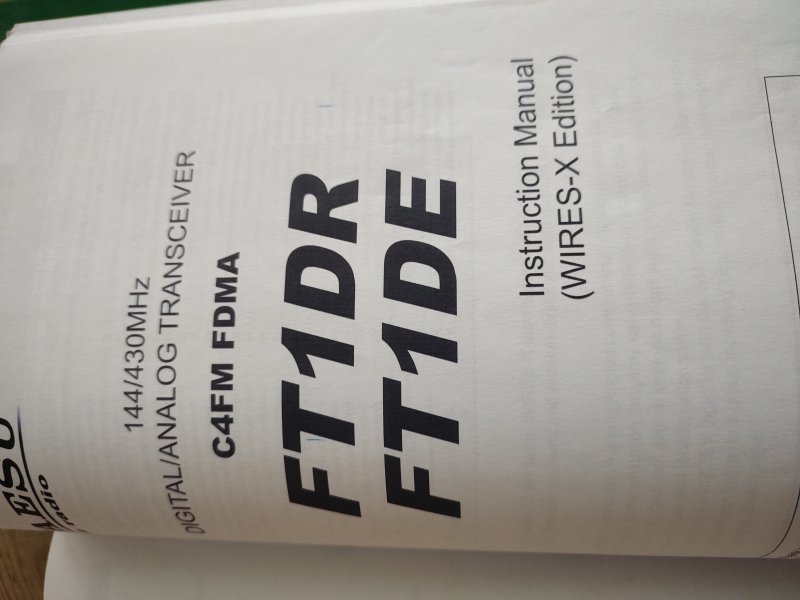 144/430MHz
DIGITAL/ANALOG TRANSCEIVER
C4FM FDMA
FT1DR
FT1DE
Instruction Manual
(WIRES-X Edition)